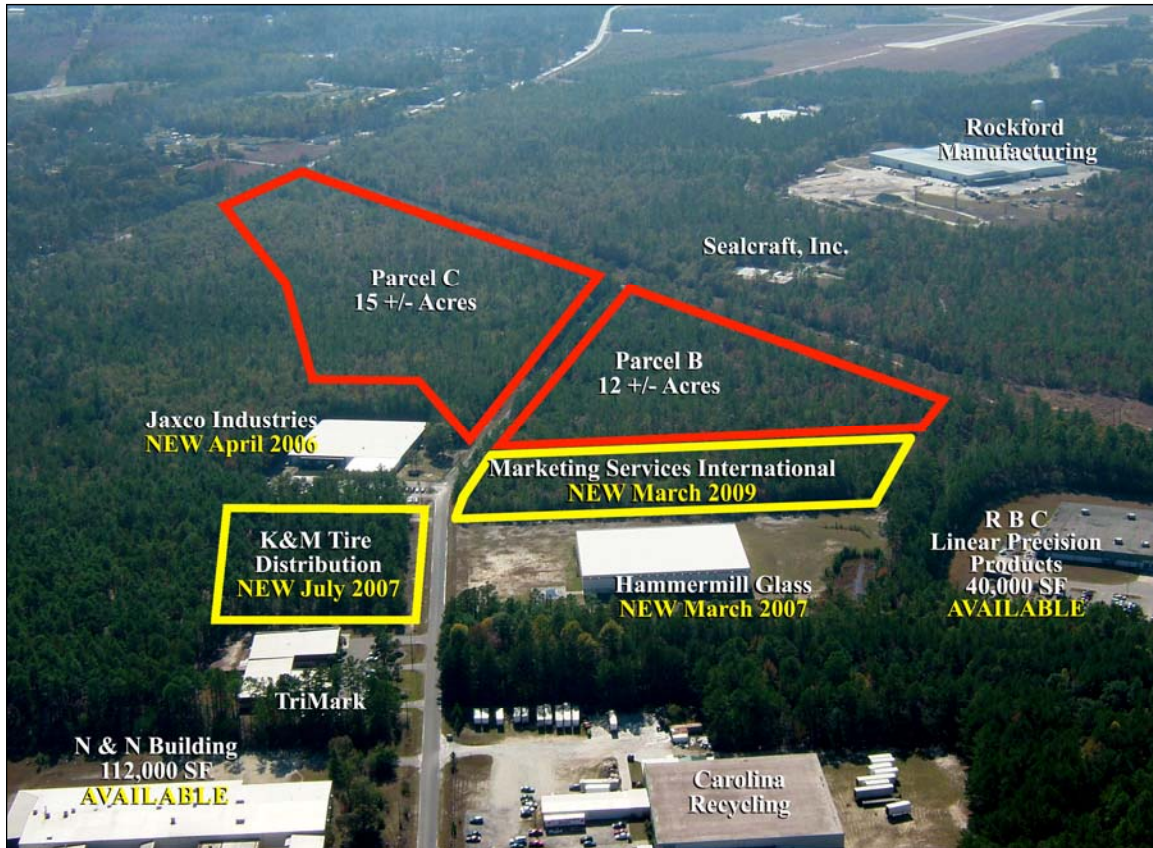 Rockford
Manufacturing
Sealcraft, Inc.
Parcel C
15 +/- Acres
Parcel B
12 +/- Acres
Jaxco Industries
NEW April 2006
Marketing Services International
NEW March 2009
K&M Tire
Distribution
NEW July 2007
Hammermill Glass
NEW March 2007
R B C
Linear Precision
Products
40,000 SF
AVAILABLE
TriMark
N & N Building
112,000 SF
AVAILABLE
Carolina
Recycling